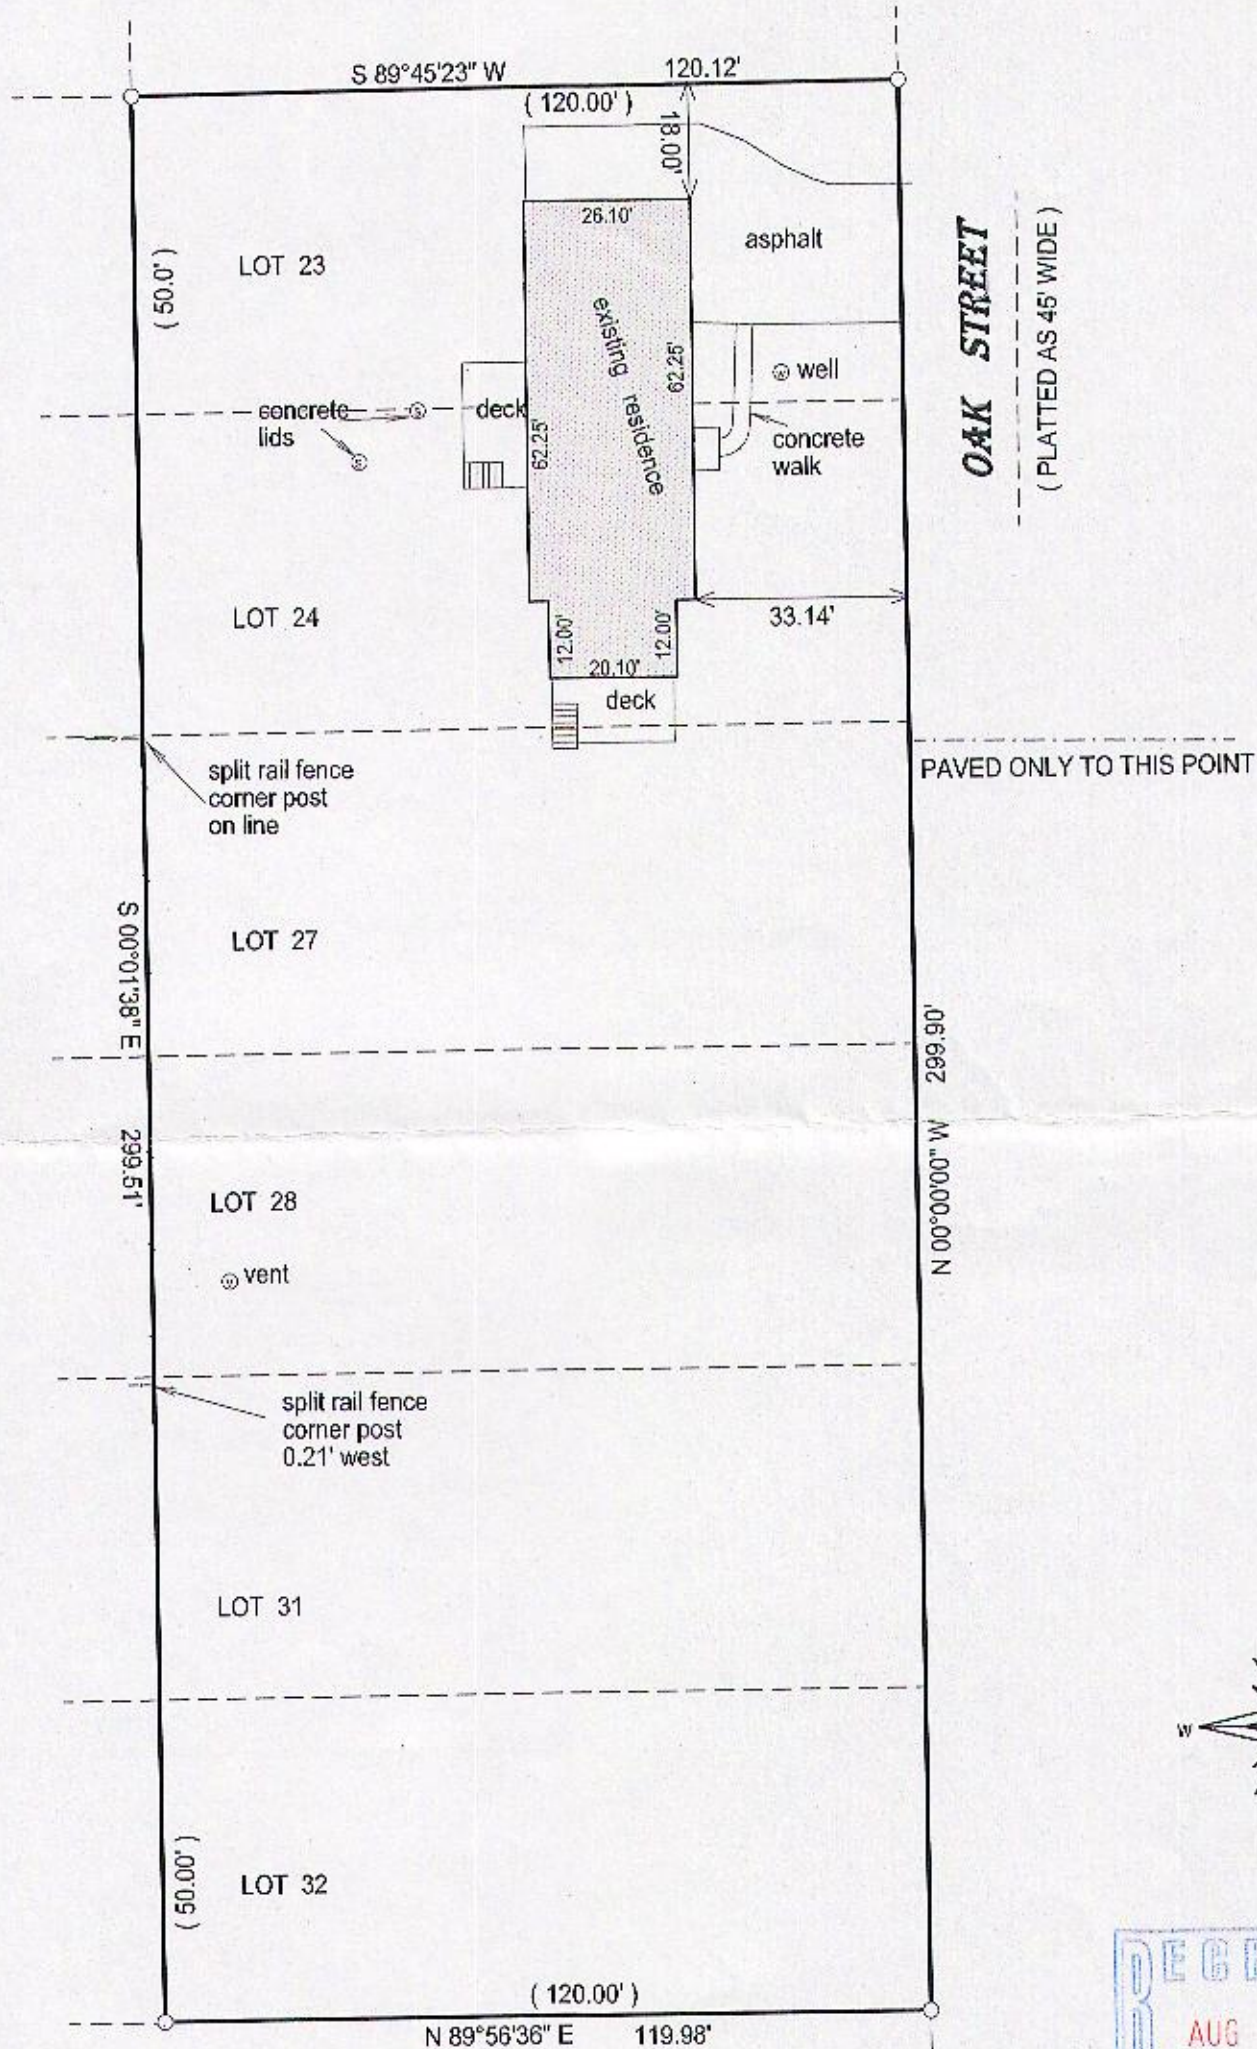 S 89°45'23" W 120.12'
( 120.00' )
18.00'
26.10'
asphalt
LOT 23
( 50.0' )
OAK STREET
( PLATTED AS 45' WIDE )
existing residence
62.25'
well
concrete
lids
deck
62.25'
concrete
walk
LOT 24
33.14'
12.00'
12.00'
20.10'
deck
PAVED ONLY TO THIS POINT
split rail fence
corner post
on line
S 00°01'38" E 299.51'
LOT 27
N 00°00'00" W 299.90'
LOT 28
vent
split rail fence
corner post
0.21' west
LOT 31
W
LOT 32
( 50.00' )
( 120.00' )
N 89°56'36" E 119.98'
AUG